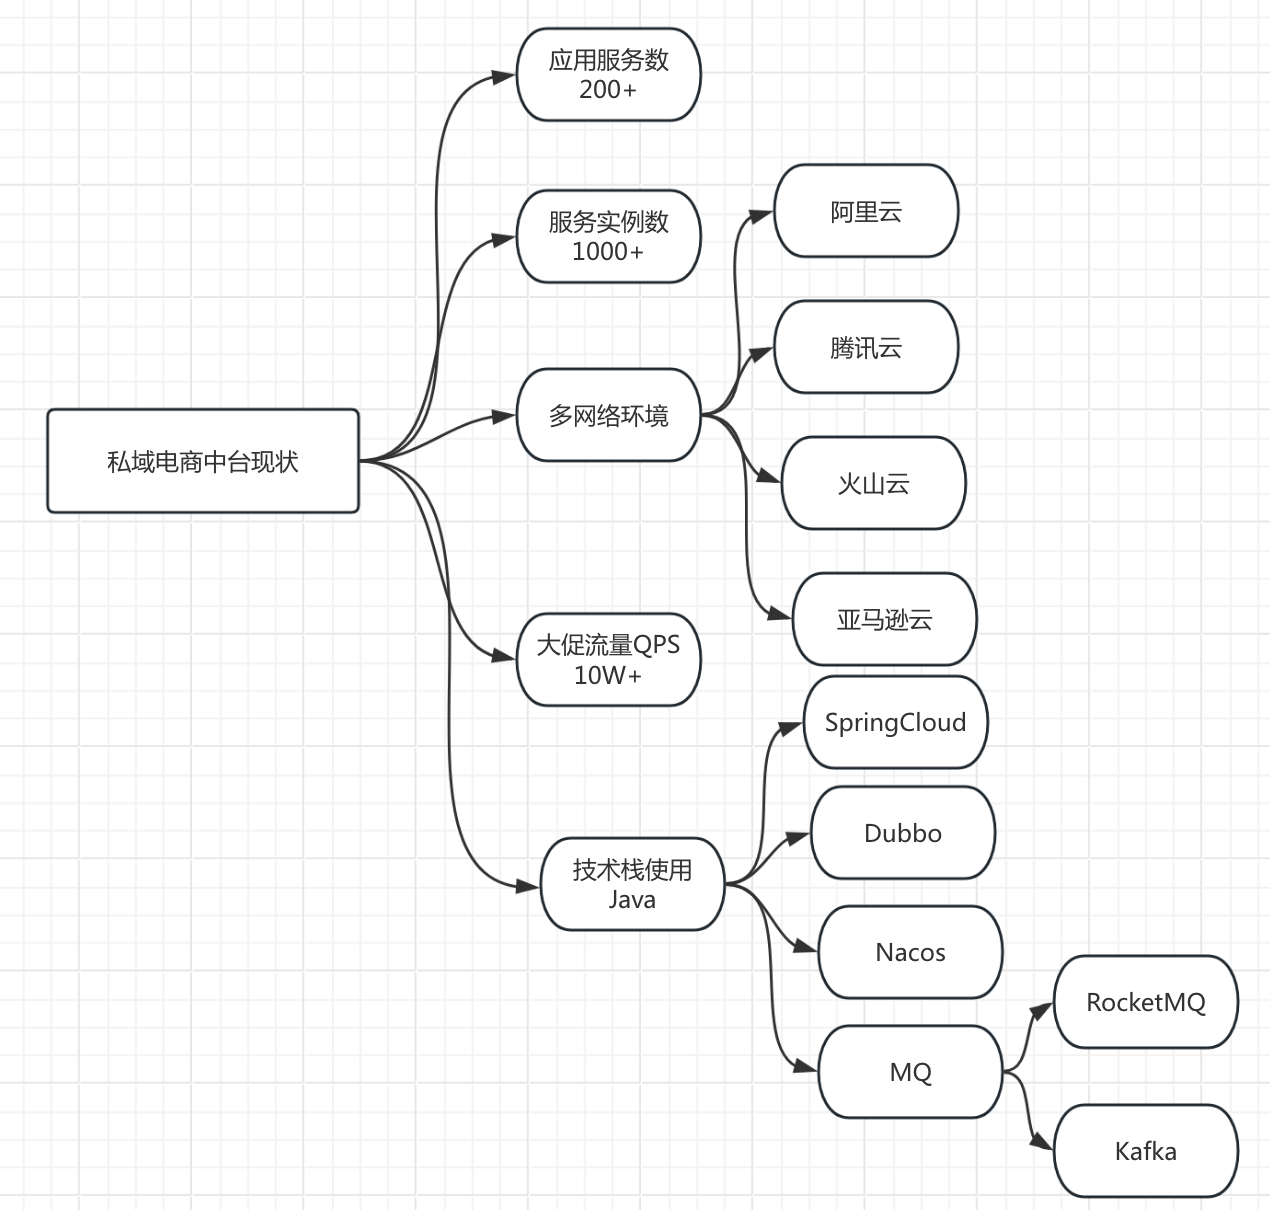 私域电商中台现状
应用服务数
200+
服务实例数
1000+
多网络环境
阿里云
腾讯云
火山云
亚马逊云
大促流量QPS
10W+
技术栈使用
Java
SpringCloud
Dubbo
Nacos
MQ
RocketMQ
Kafka